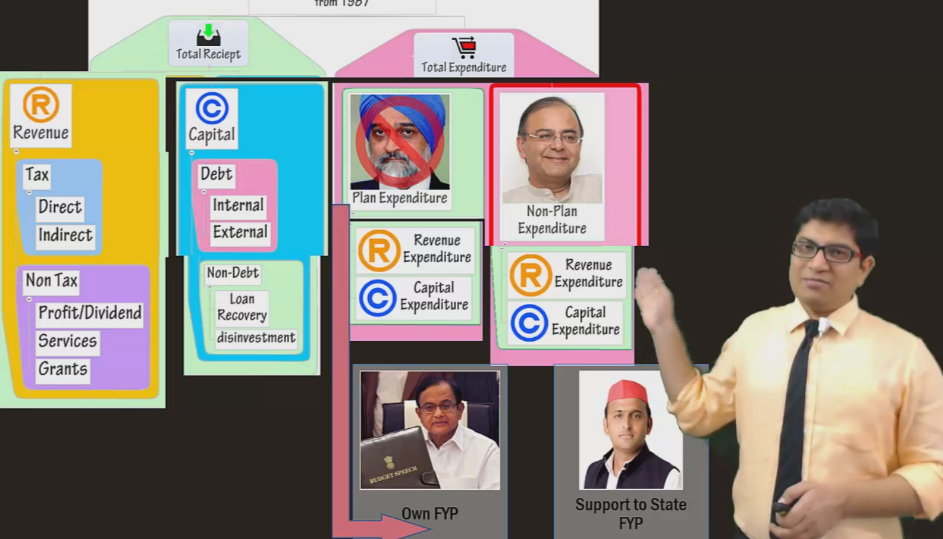 from 1987
Total Reciept
Total Expenditure
R
Revenue
Tax
Direct
Indirect
Non Tax
Profit/Dividend
Services
Grants
C
Capital
Debt
Internal
External
Non-Debt
Loan
Recovery
disinvestment
Plan Expenditure
R
Revenue
Expenditure
C
Capital
Expenditure
Non-Plan
Expenditure
R
Revenue
Expenditure
C
Capital
Expenditure
BUDGET SPEECH
Own FYP
Support to State
FYP